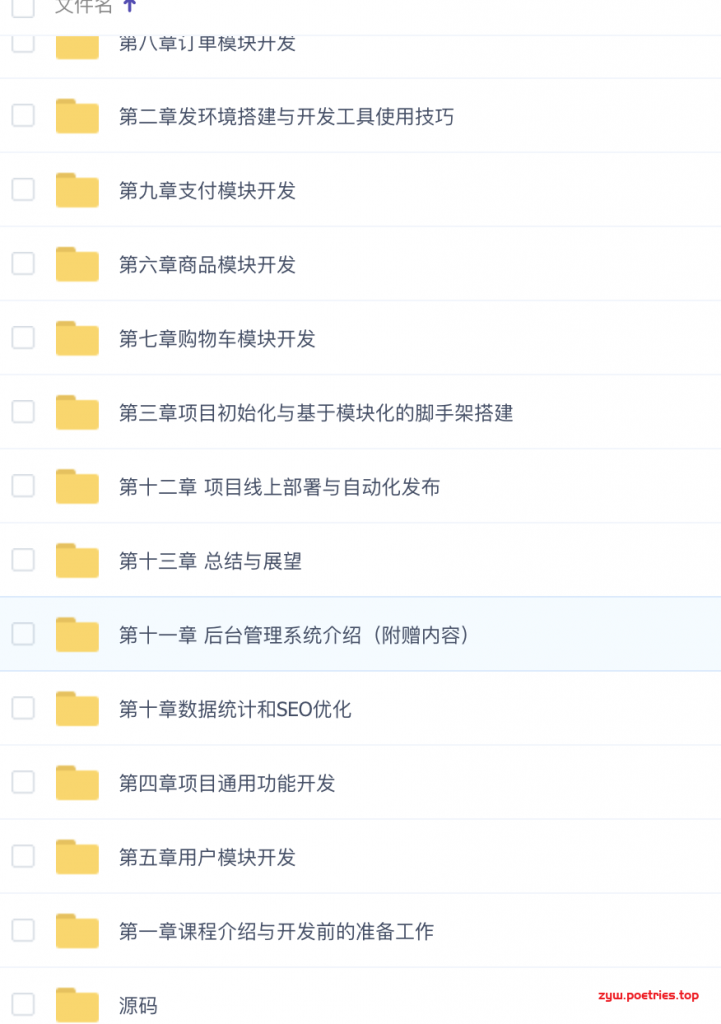 文件名
第八章订单模块开发
第二章发环境搭建与开发工具使用技巧
第九章支付模块开发
第六章商品模块开发
第七章购物车模块开发
第三章项目初始化与基于模块化的脚手架搭建
第十二章 项目线上部署与自动化发布
第十三章 总结与展望
第十一章 后台管理系统介绍（附赠内容）
第十章数据统计和SEO优化
第四章项目通用功能开发
第五章用户模块开发
第一章课程介绍与开发前的准备工作
源码
zyw.poetries.top